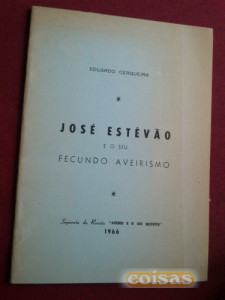 EDUARDO CERQUEIRA
JOSÉ ESTÊVÃO
E O SEU
FECUNDO AVEIRISMO
Separata da Revista "AVEIRO E O SEU DISTRITO"
1966
coisas